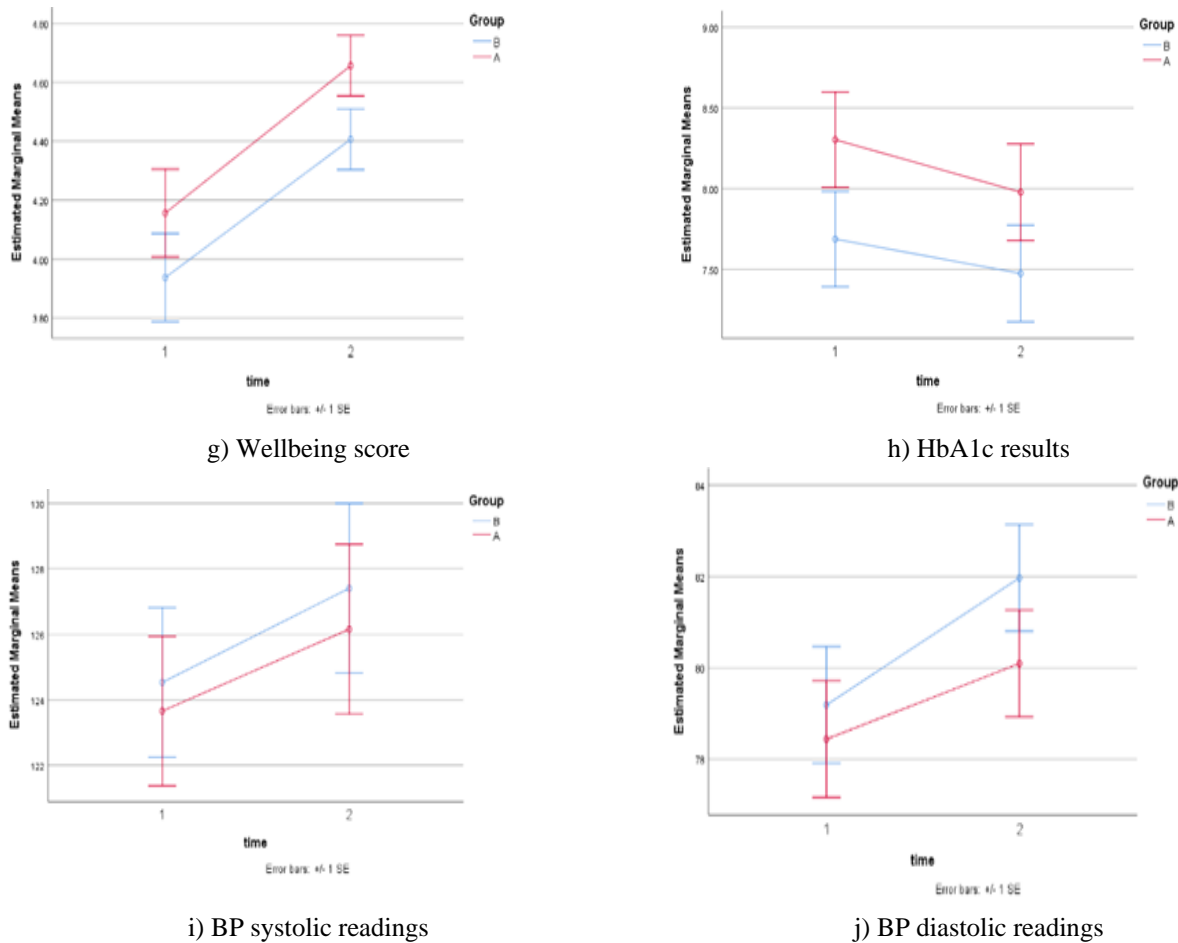 4.80
4.60
4.40
4.20
4.00
3.80
Estimated Marginal Means
1
2
time
Error bars: +/- 1 SE
Group
B
A
g) Wellbeing score
9.00
8.50
8.00
7.50
Estimated Marginal Means
1
2
time
Error bars: +/- 1 SE
Group
B
A
h) HbA1c results
130
128
126
124
122
Estimated Marginal Means
1
2
time
Error bars: +/- 1 SE
Group
B
A
i) BP systolic readings
84
82
80
78
Estimated Marginal Means
1
2
time
Error bars: +/- 1 SE
Group
B
A
j) BP diastolic readings